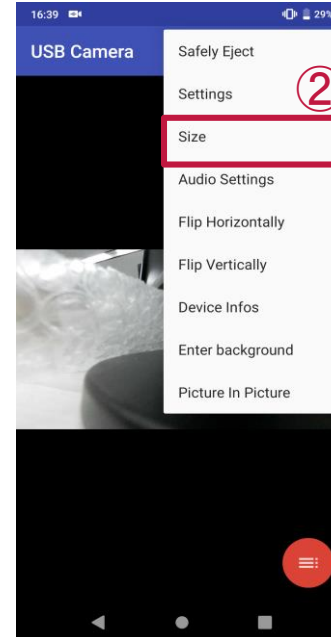 16:39 29%
USB Camera
Safely Eject
Settings
②
Size
Audio Settings
Flip Horizontally
Flip Vertically
Device Infos
Enter background
Picture In Picture